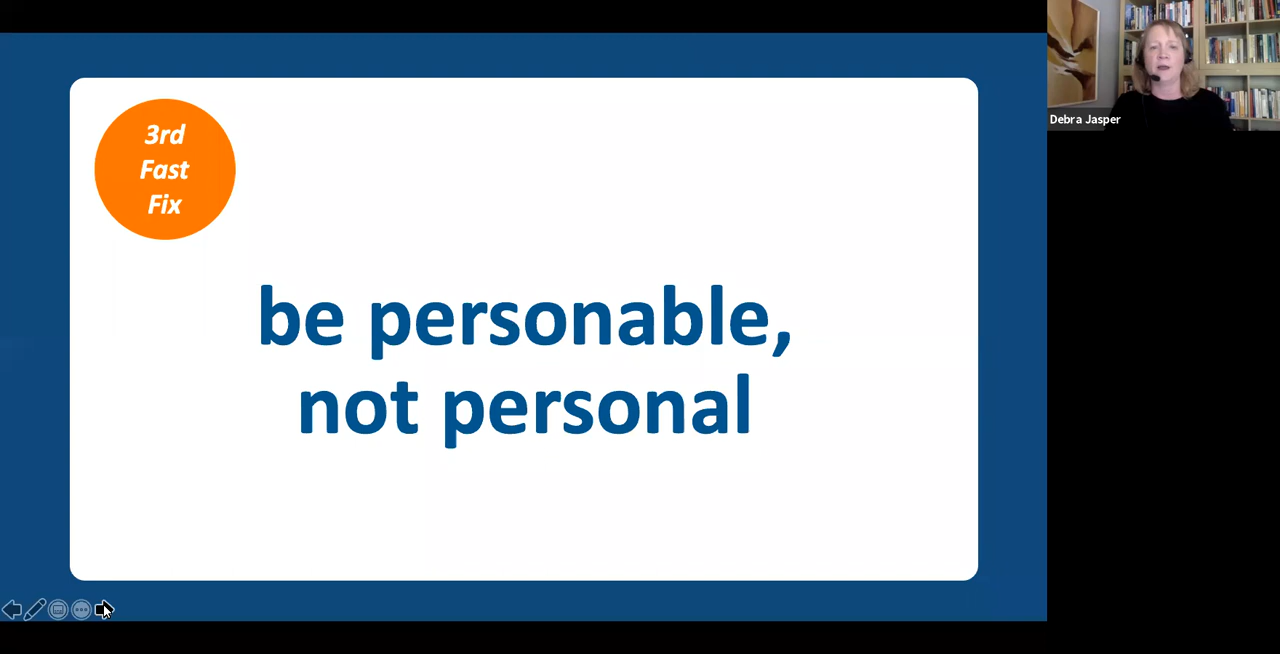 3rd
Fast
Fix
be personable,
not personal
Debra Jasper